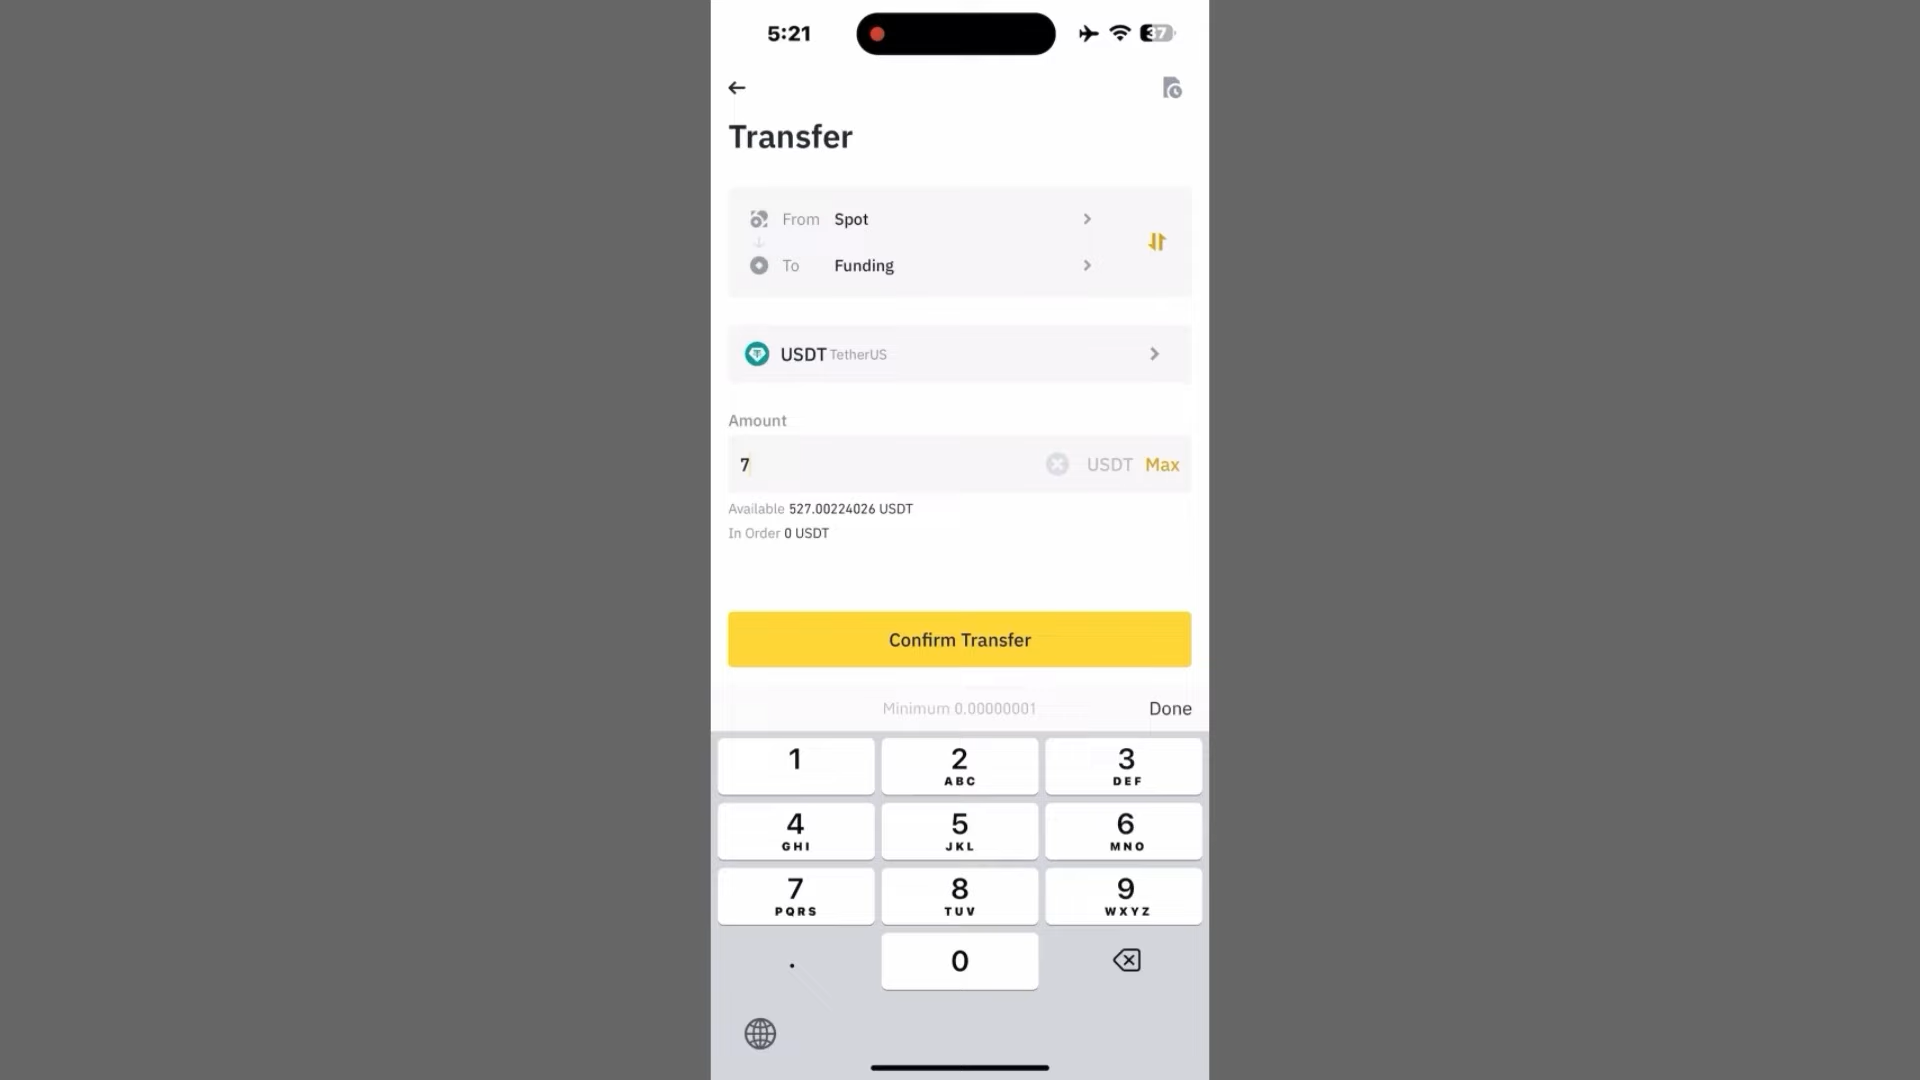 5:21
37
Transfer
From Spot
To Funding
USDT TetherUS
Amount
7 USDT Max
Available 527.00224026 USDT
In Order 0 USDT
Confirm Transfer
Minimum 0.00000001 Done
1 2 3
ABC DEF
4 5 6
GHI JKL MNO
7 8 9
PQRS TUV WXYZ
. 0